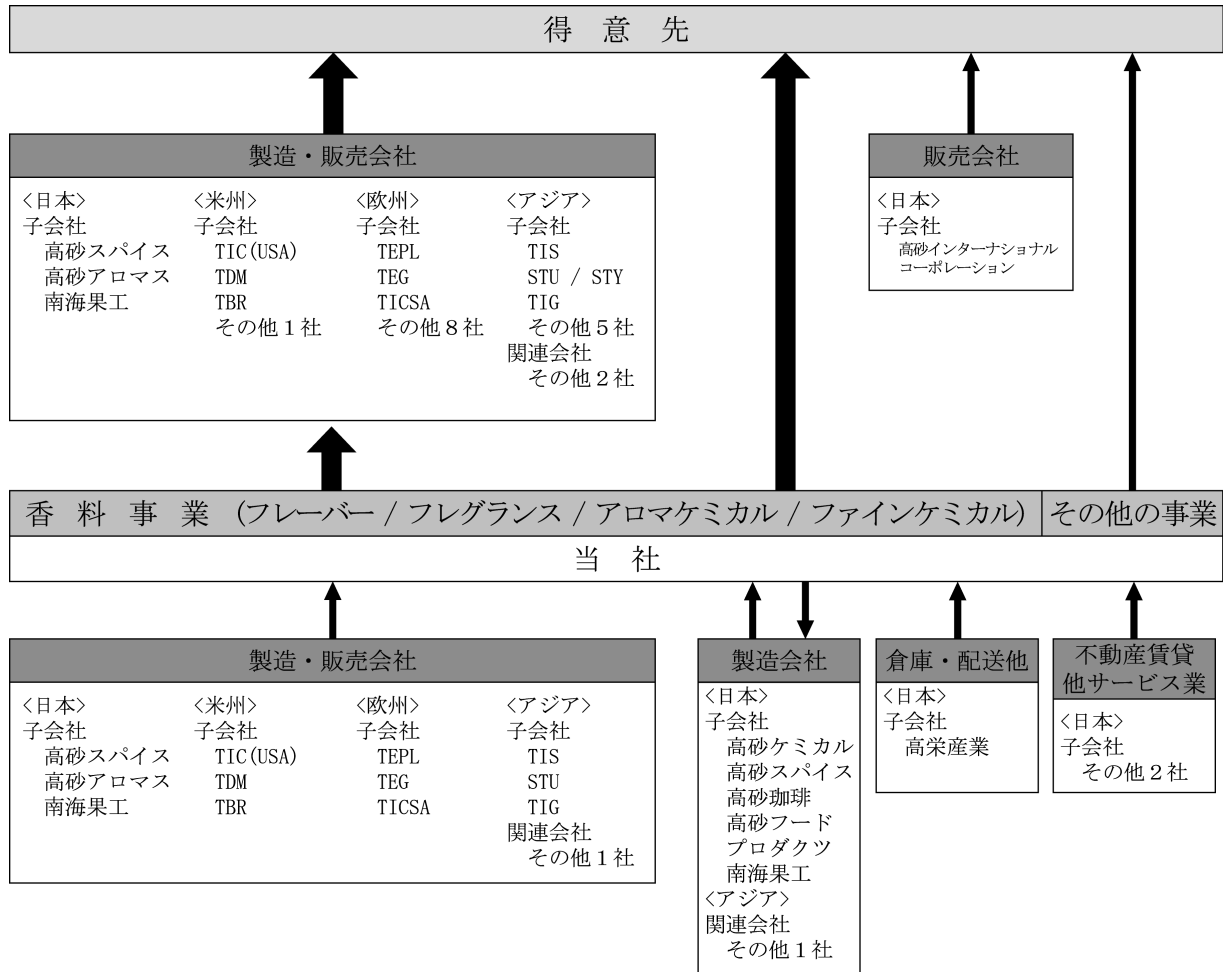 得意先
製造・販売会社
<日本>
子会社
高砂スパイス
高砂アロマス
南海果工
<米州>
子会社
TIC(USA)
TDM
TBR
その他１社
<欧州>
子会社
TEPL
TEG
TICSA
その他８社
<アジア>
子会社
TIS
STU / STY
TIG
その他５社
関連会社
その他２社
販売会社
<日本>
子会社
高砂インターナショナル
コーポレーション
香料事業 (フレーバー / フレグランス / アロマケミカル / ファインケミカル)
その他の事業
当社
製造・販売会社
<日本>
子会社
高砂スパイス
高砂アロマス
南海果工
<米州>
子会社
TIC(USA)
TDM
TBR
<欧州>
子会社
TEPL
TEG
TICSA
<アジア>
子会社
TIS
STU
TIG
関連会社
その他１社
製造会社
<日本>
子会社
高砂ケミカル
高砂スパイス
高砂珈琲
高砂フード
プロダクツ
南海果工
<アジア>
関連会社
その他１社
倉庫・配送他
<日本>
子会社
高栄産業
不動産賃貸
他サービス業
<日本>
子会社
その他２社